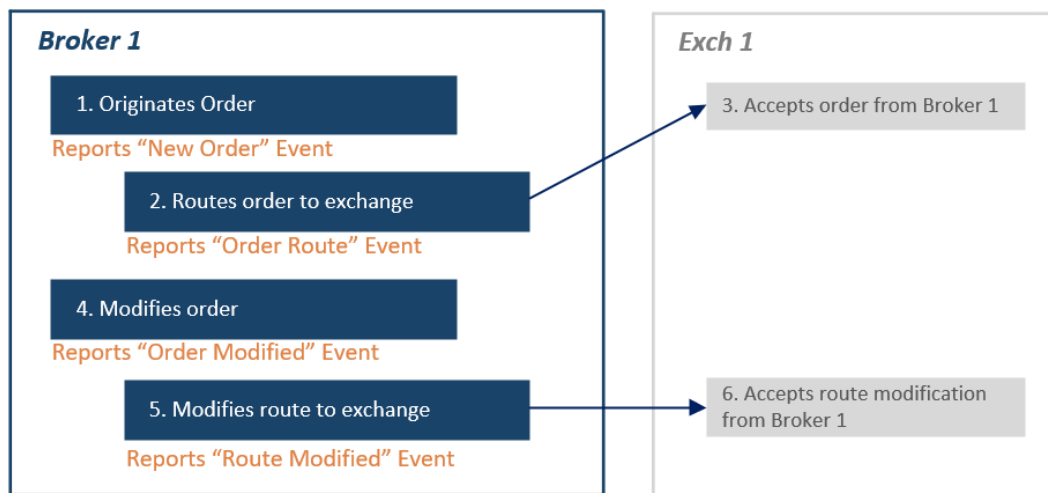 Broker 1
1. Originates Order
Reports “New Order” Event
2. Routes order to exchange
Reports “Order Route” Event
4. Modifies order
Reports “Order Modified” Event
5. Modifies route to exchange
Reports “Route Modified” Event
Exch 1
3. Accepts order from Broker 1
6. Accepts route modification
from Broker 1